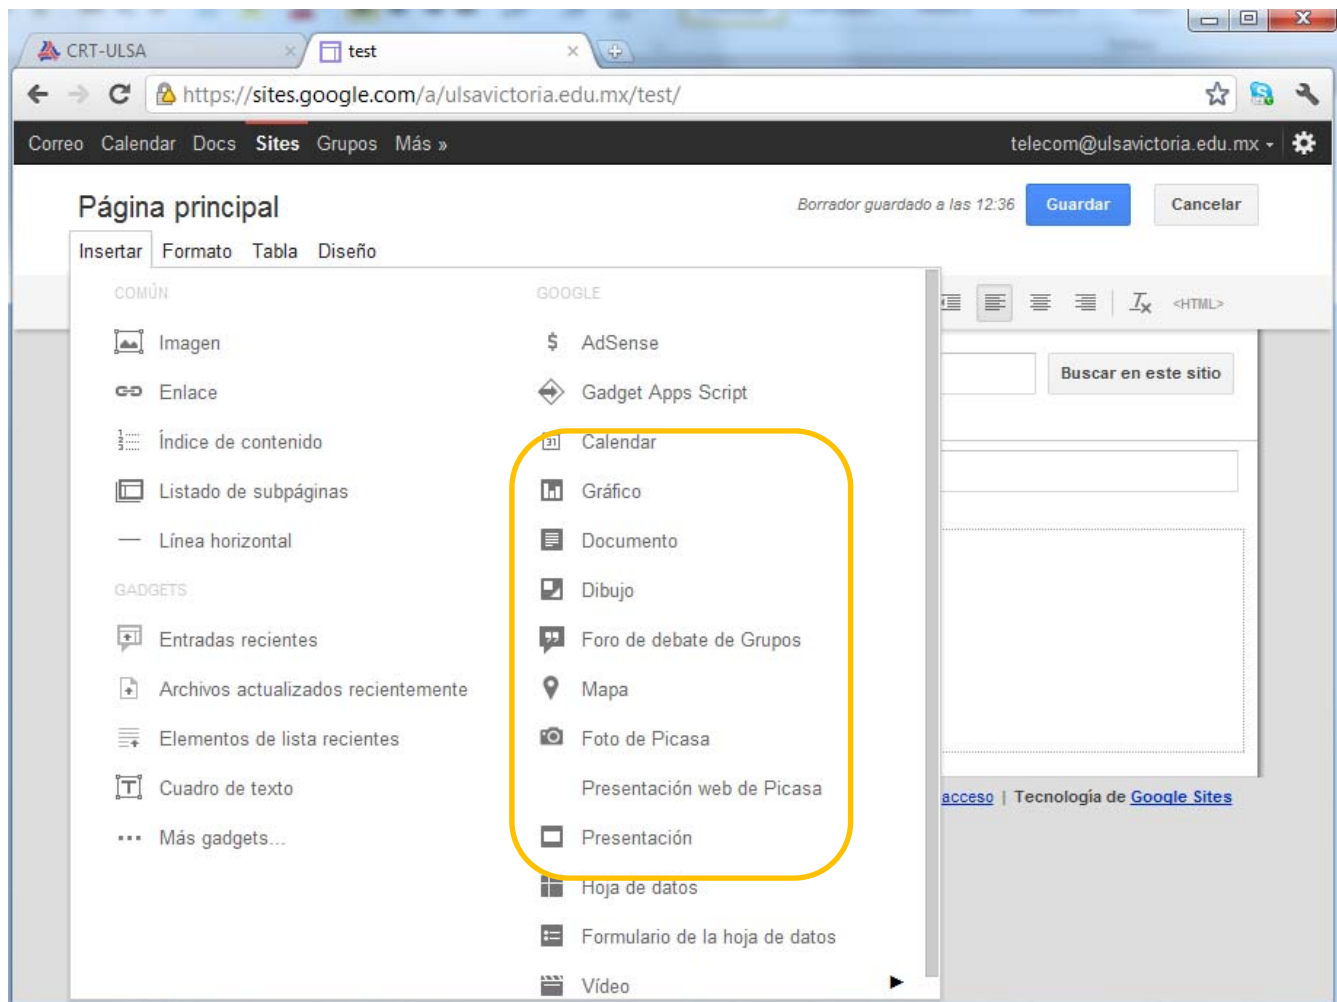 CRT-ULSA
test
https://sites.google.com/a/ulsavictoria.edu.mx/test/
Correo Calendar Docs Sites Grupos Más »
telecom@ulsavictoria.edu.mx
Página principal
Borrador guardado a las 12:36
Guardar
Cancelar
Insertar Formato Tabla Diseño
COMÚN
Imagen
Enlace
Índice de contenido
Listado de subpáginas
Línea horizontal
GADGETS
Entradas recientes
Archivos actualizados recientemente
Elementos de lista recientes
Cuadro de texto
Más gadgets...
GOOGLE
$ AdSense
Gadget Apps Script
31 Calendar
Gráfico
Documento
Dibujo
Foro de debate de Grupos
Mapa
Foto de Picasa
Presentación web de Picasa
Presentación
Hoja de datos
Formulario de la hoja de datos
Vídeo
<HTML>
Buscar en este sitio
acceso | Tecnología de Google Sites